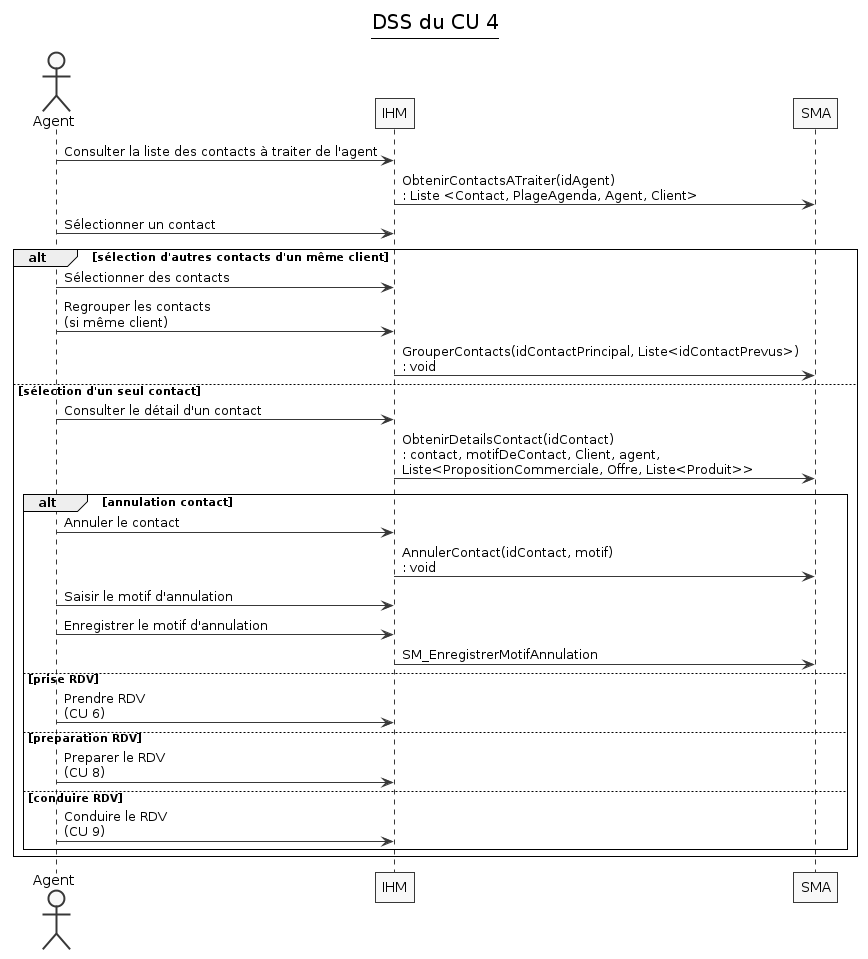 DSS du CU 4
Agent
IHM
SMA
Consulter la liste des contacts à traiter de l'agent
ObtenirContactsATraiter(idAgent)
: Liste <Contact, PlageAgenda, Agent, Client>
Sélectionner un contact
alt [sélection d'autres contacts d'un même client]
Sélectionner des contacts
Regrouper les contacts
(si même client)
GrouperContacts(idContactPrincipal, Liste<idContactPrevus>)
: void
[sélection d'un seul contact]
Consulter le détail d'un contact
ObtenirDetailsContact(idContact)
: contact, motifDeContact, Client, agent,
Liste<PropositionCommerciale, Offre, Liste<Produit>>
alt [annulation contact]
Annuler le contact
AnnulerContact(idContact, motif)
: void
Saisir le motif d'annulation
Enregistrer le motif d'annulation
SM_EnregistrerMotifAnnulation
[prise RDV]
Prendre RDV
(CU 6)
[preparation RDV]
Preparer le RDV
(CU 8)
[conduire RDV]
Conduire le RDV
(CU 9)
Agent
IHM
SMA